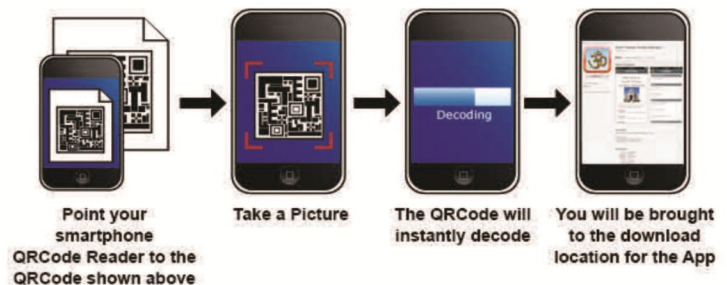 Decoding
Point your
smartphone
QRCode Reader to the
QRCode shown above
Take a Picture
The QRCode will
instantly decode
You will be brought
to the download
location for the App